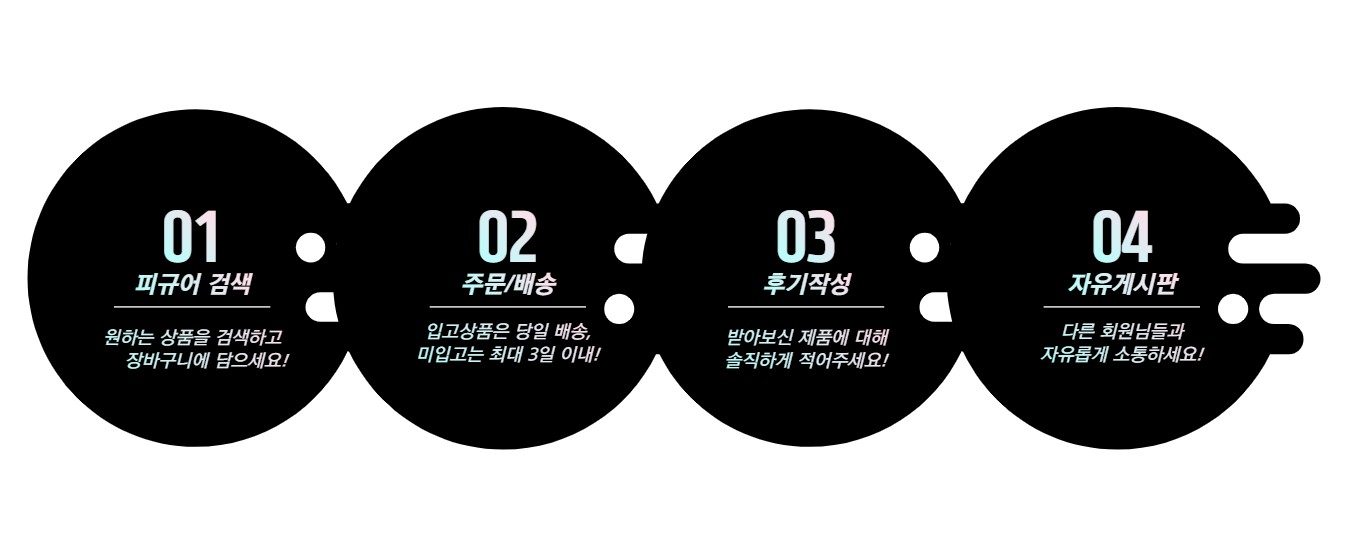 01
피규어 검색
원하는 상품을 검색하고
장바구니에 담으세요!
02
주문/배송
입고상품은 당일 배송,
미입고는 최대 3일 이내!
03
후기작성
받아보신 제품에 대해
솔직하게 적어주세요!
04
자유게시판
다른 회원님들과
자유롭게 소통하세요!